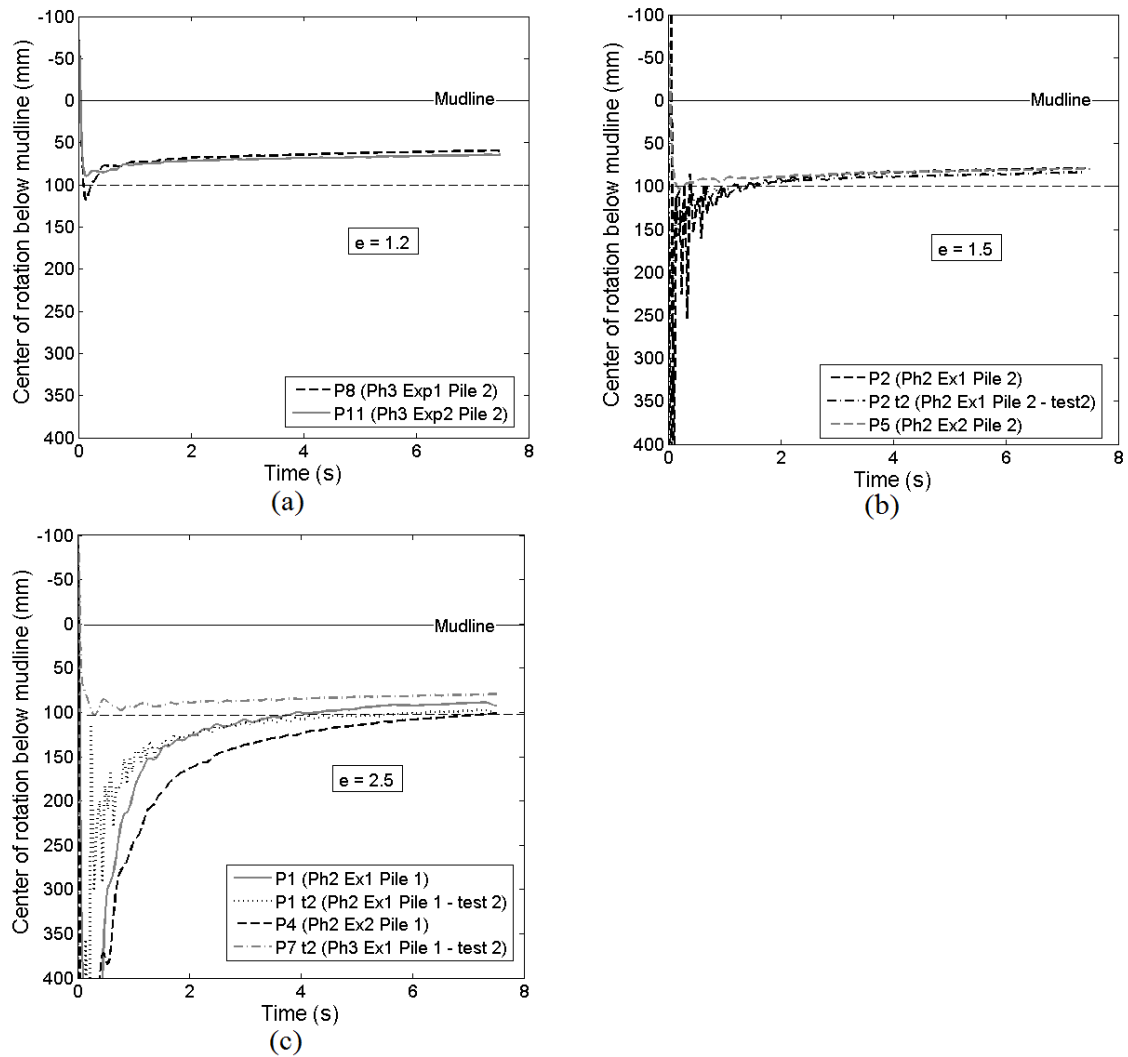 -100
-50
0
50
100
150
200
250
300
350
400
Center of rotation below mudline (mm)
Mudline
e = 1.2
P8 (Ph3 Exp1 Pile 2)
P11 (Ph3 Exp2 Pile 2)
0 2 4 6 8
Time (s)
(a)
-100
-50
0
50
100
150
200
250
300
350
400
Center of rotation below mudline (mm)
Mudline
e = 1.5
P2 (Ph2 Ex1 Pile 2)
P2 t2 (Ph2 Ex1 Pile 2 - test2)
P5 (Ph2 Ex2 Pile 2)
0 2 4 6 8
Time (s)
(b)
-100
-50
0
50
100
150
200
250
300
350
400
Center of rotation below mudline (mm)
Mudline
e = 2.5
P1 (Ph2 Ex1 Pile 1)
P1 t2 (Ph2 Ex1 Pile 1 - test 2)
P4 (Ph2 Ex2 Pile 1)
P7 t2 (Ph3 Ex1 Pile 1 - test 2)
0 2 4 6 8
Time (s)
(c)